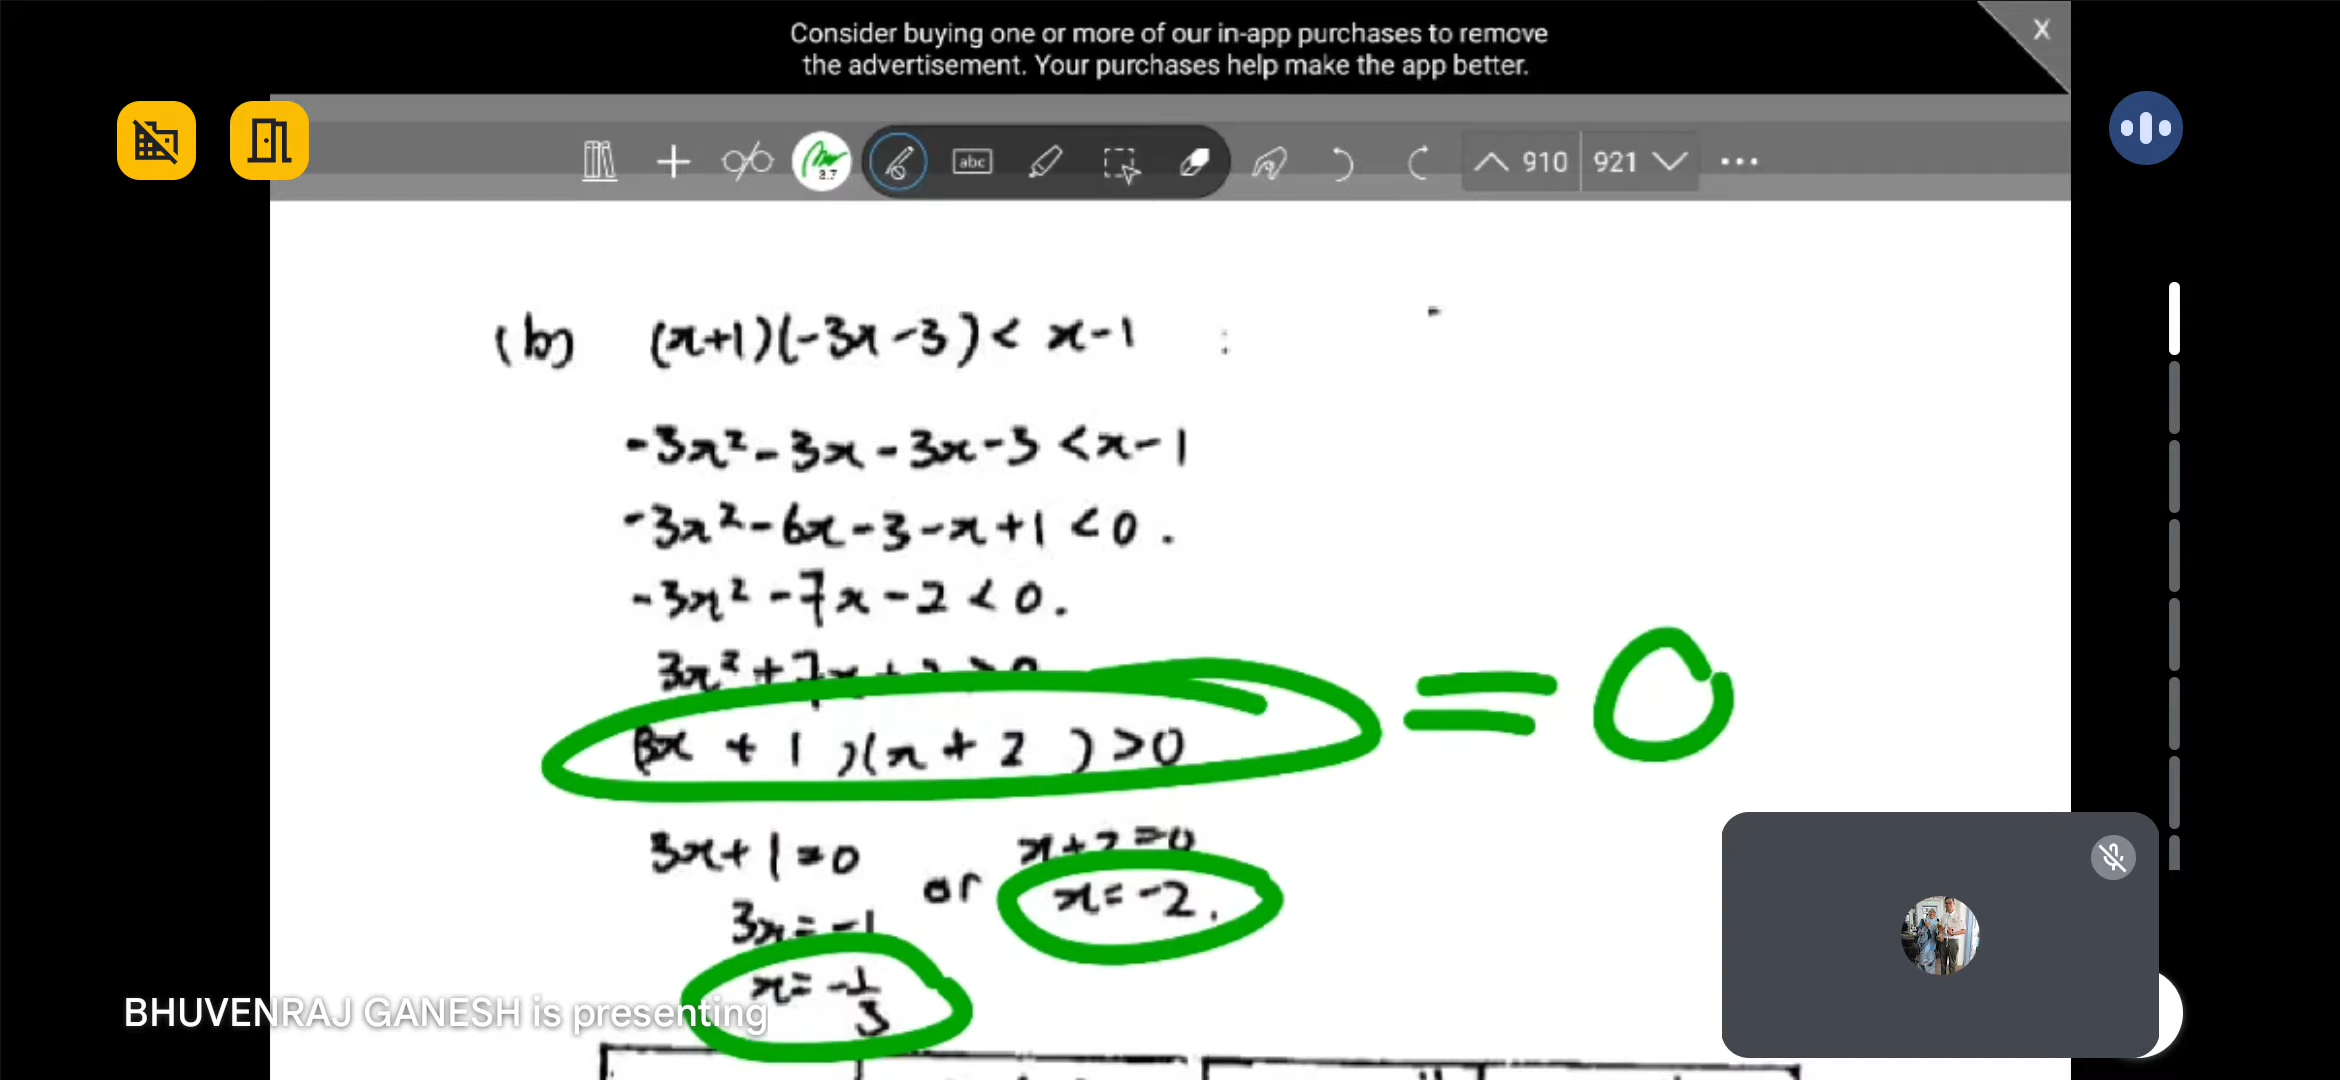 Consider buying one or more of our in-app purchases to remove
the advertisement. Your purchases help make the app better.
X
3.7
abc
910 921
(b) (x+1)(-3x-3) < x-1
-3x² - 3x - 3x - 3 < x - 1
-3x² - 6x - 3 - x + 1 < 0.
-3x² - 7x - 2 < 0.
3x² + 7x + 2 > 0
(3x + 1)(x + 2) > 0 = 0
3x + 1 = 0 or x + 2 = 0
3x = -1 x = -2.
x = -1/3
BHUVENRAJ GANESH is presenting